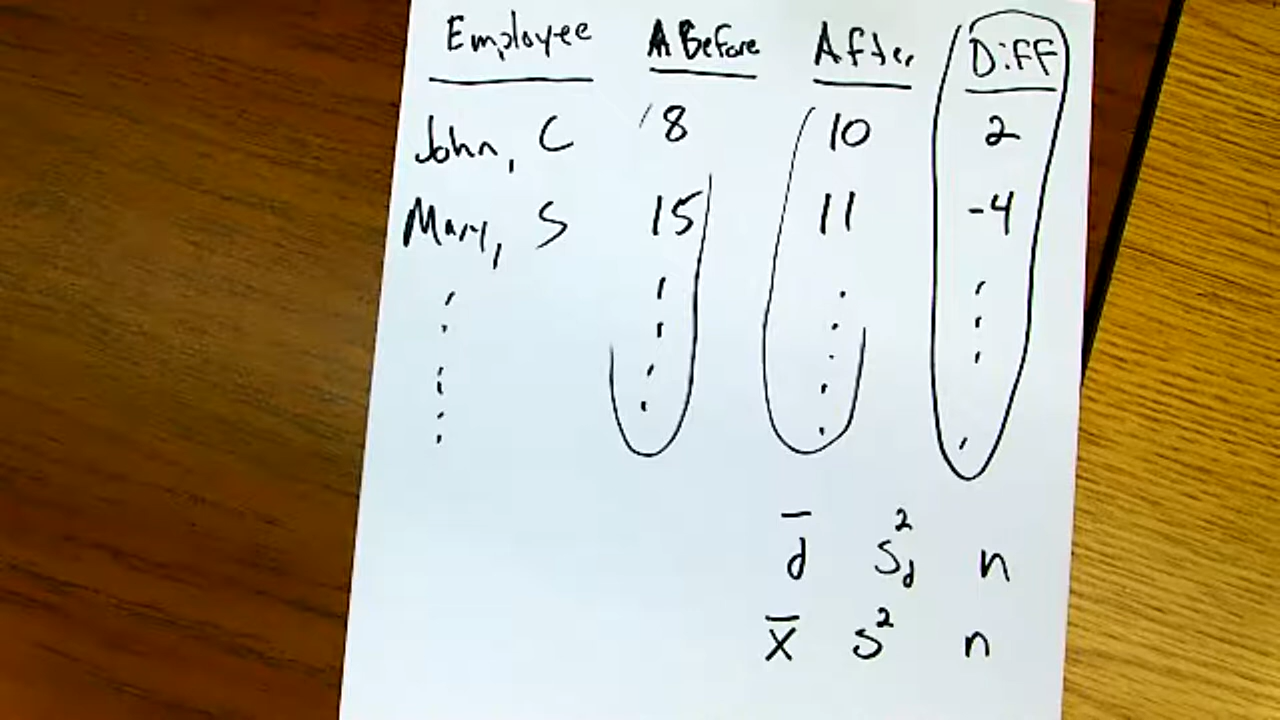 Employee A Before After Diff
John, C 8 10 2
Mary, S 15 11 -4
d̄ s²d n
x̄ s² n